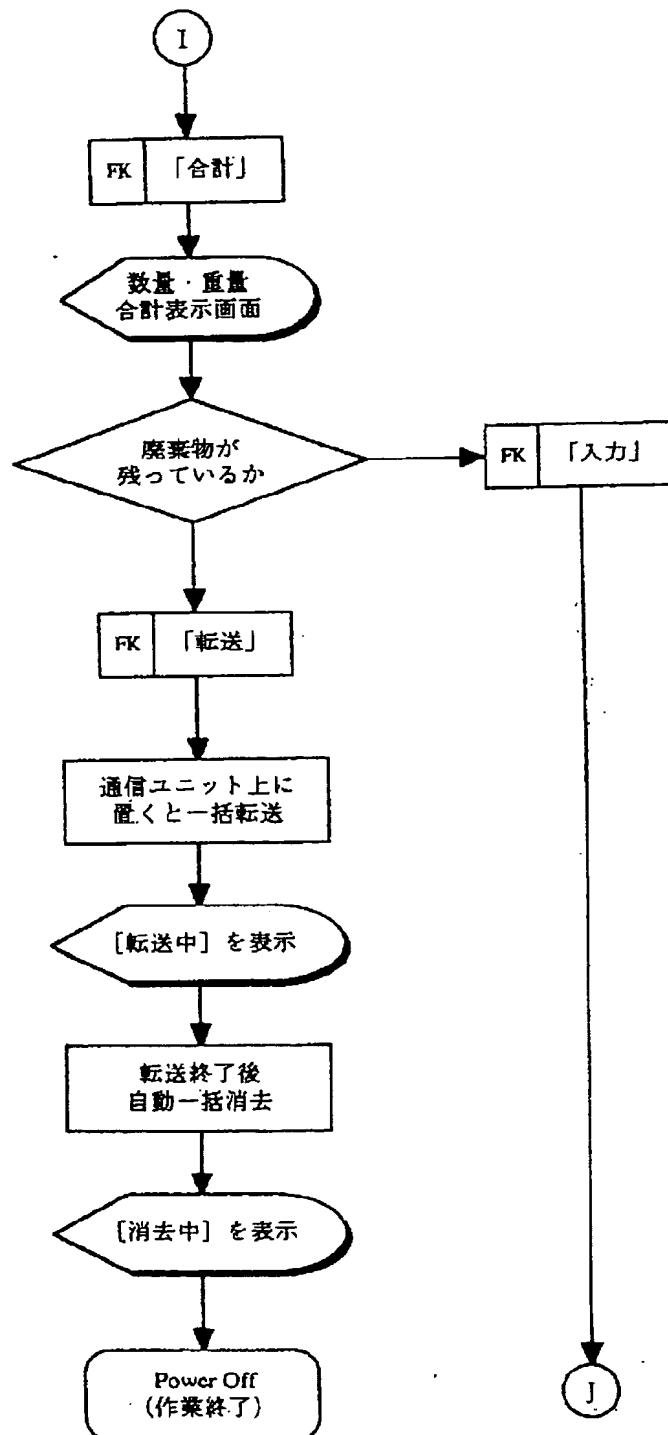 I
FK 「合計」
数量・重量
合計表示画面
廃棄物が
残っているか
FK 「入力」
FK 「転送」
通信ユニット上に
置くと一括転送
[転送中] を表示
転送終了後
自動一括消去
[消去中] を表示
Power Off
(作業終了)
J